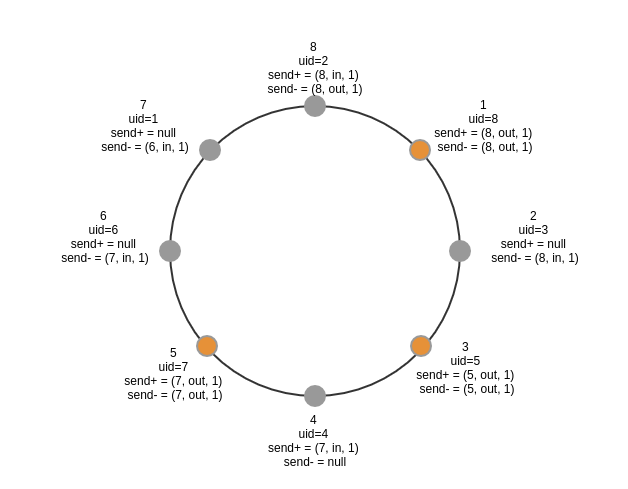 8
uid=2
send+ = (8, in, 1)
send- = (8, out, 1)
7
uid=1
send+ = null
send- = (6, in, 1)
1
uid=8
send+ = (8, out, 1)
send- = (8, out, 1)
6
uid=6
send+ = null
send- = (7, in, 1)
2
uid=3
send+ = null
send- = (8, in, 1)
5
uid=7
send+ = (7, out, 1)
send- = (7, out, 1)
3
uid=5
send+ = (5, out, 1)
send- = (5, out, 1)
4
uid=4
send+ = (7, in, 1)
send- = null